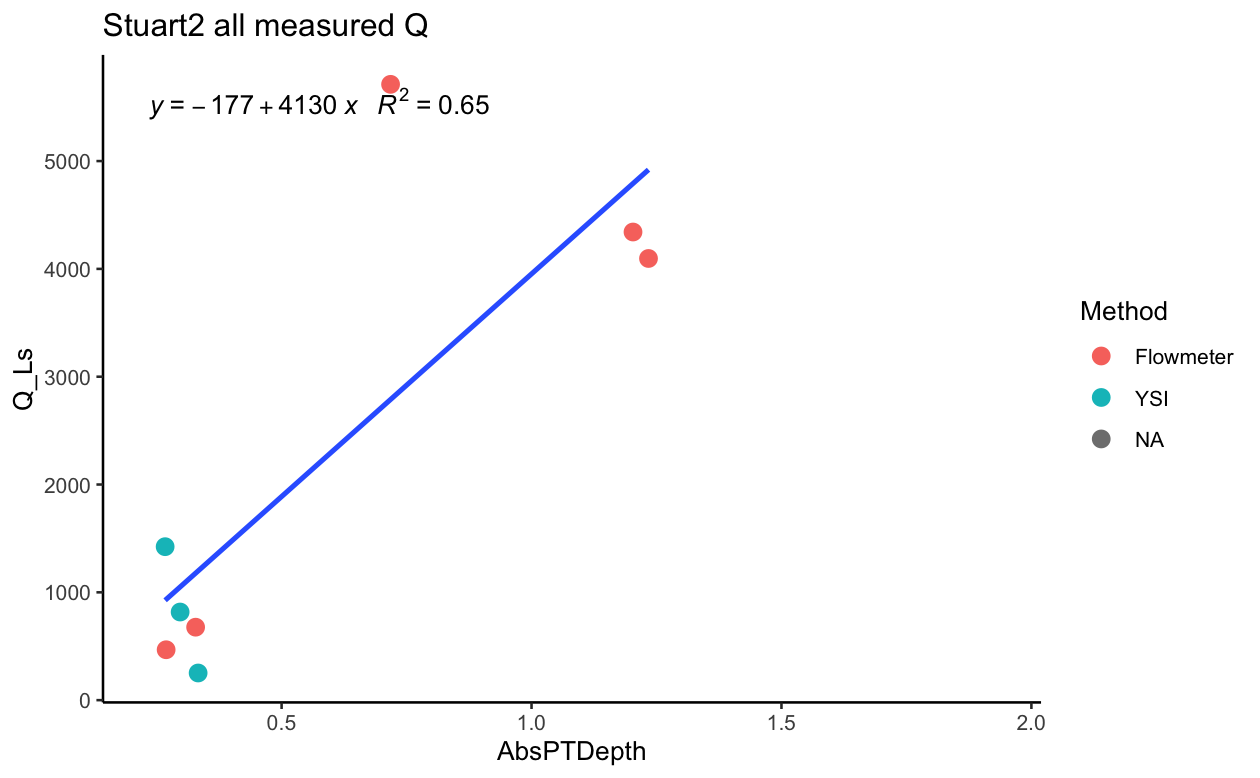 Stuart2 all measured Q
y = − 177 + 4130 x R² = 0.65
5000
4000
3000
2000
1000
0
Q_Ls
0.5 1.0 1.5 2.0
AbsPTDepth
Method
Flowmeter
YSI
NA